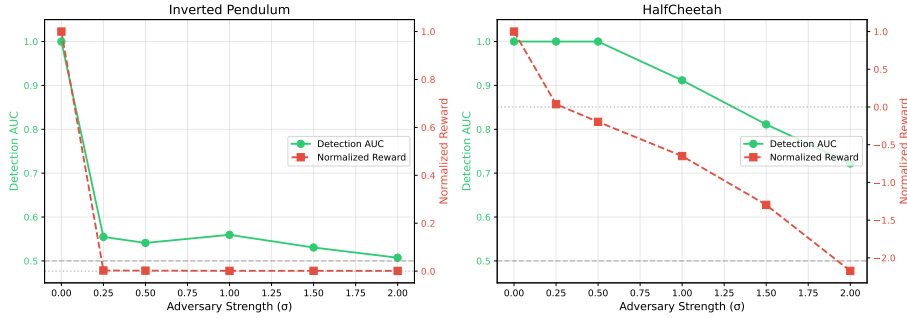 Inverted Pendulum
Detection AUC
1.0
0.9
0.8
0.7
0.6
0.5
1.0
0.8
0.6
0.4
0.2
0.0
Normalized Reward
Detection AUC
Normalized Reward
0.00 0.25 0.50 0.75 1.00 1.25 1.50 1.75 2.00
Adversary Strength (σ)
HalfCheetah
Detection AUC
1.0
0.9
0.8
0.7
0.6
0.5
1.0
0.5
0.0
−0.5
−1.0
−1.5
−2.0
Normalized Reward
Detection AUC
Normalized Reward
0.00 0.25 0.50 0.75 1.00 1.25 1.50 1.75 2.00
Adversary Strength (σ)